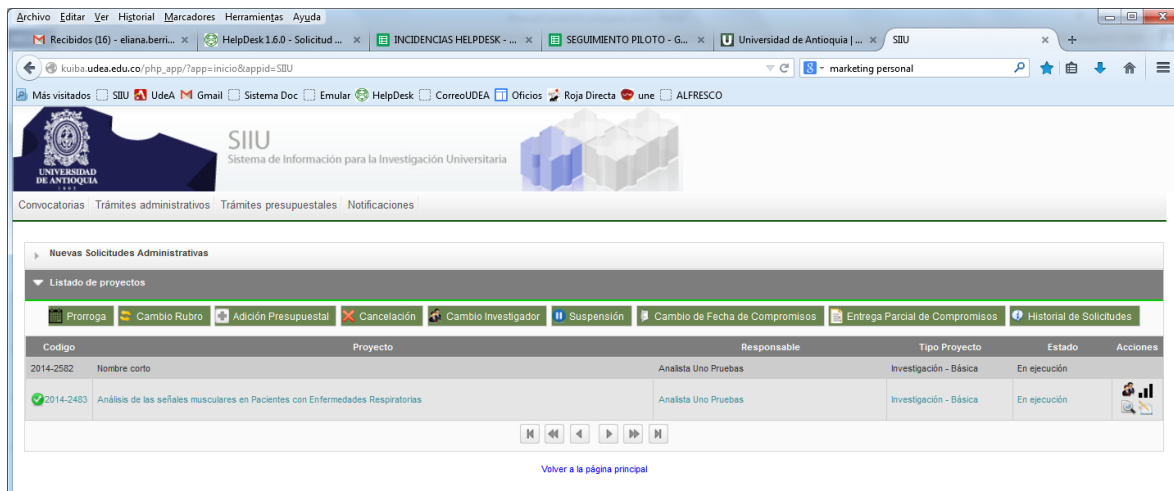 Archivo Editar Ver Historial Marcadores Herramientas Ayuda
Recibidos (16) - eliana.berri... × HelpDesk 1.6.0 - Solicitud ... × INCIDENCIAS HELPDESK - ... × SEGUIMIENTO PILOTO - G... × Universidad de Antioquia | ... × SIIU × +
kuiba.udea.edu.co/php_app/?app=inicio&appid=SIIU marketing personal
Más visitados SIIU UdeA Gmail Sistema Doc Emular HelpDesk CorreoUDEA Oficios Roja Directa une ALFRESCO
SIIU
Sistema de Información para la Investigación Universitaria
UNIVERSIDAD
DE ANTIOQUIA
1803
Convocatorias Trámites administrativos Trámites presupuestales Notificaciones
Nuevas Solicitudes Administrativas
Listado de proyectos
Prorroga Cambio Rubro Adición Presupuestal Cancelación Cambio Investigador Suspensión Cambio de Fecha de Compromisos Entrega Parcial de Compromisos Historial de Solicitudes
Codigo Proyecto Responsable Tipo Proyecto Estado Acciones
2014-2582 Nombre corto Analista Uno Pruebas Investigación - Básica En ejecución
2014-2483 Análisis de las señales musculares en Pacientes con Enfermedades Respiratorias Analista Uno Pruebas Investigación - Básica En ejecución
Volver a la página principal